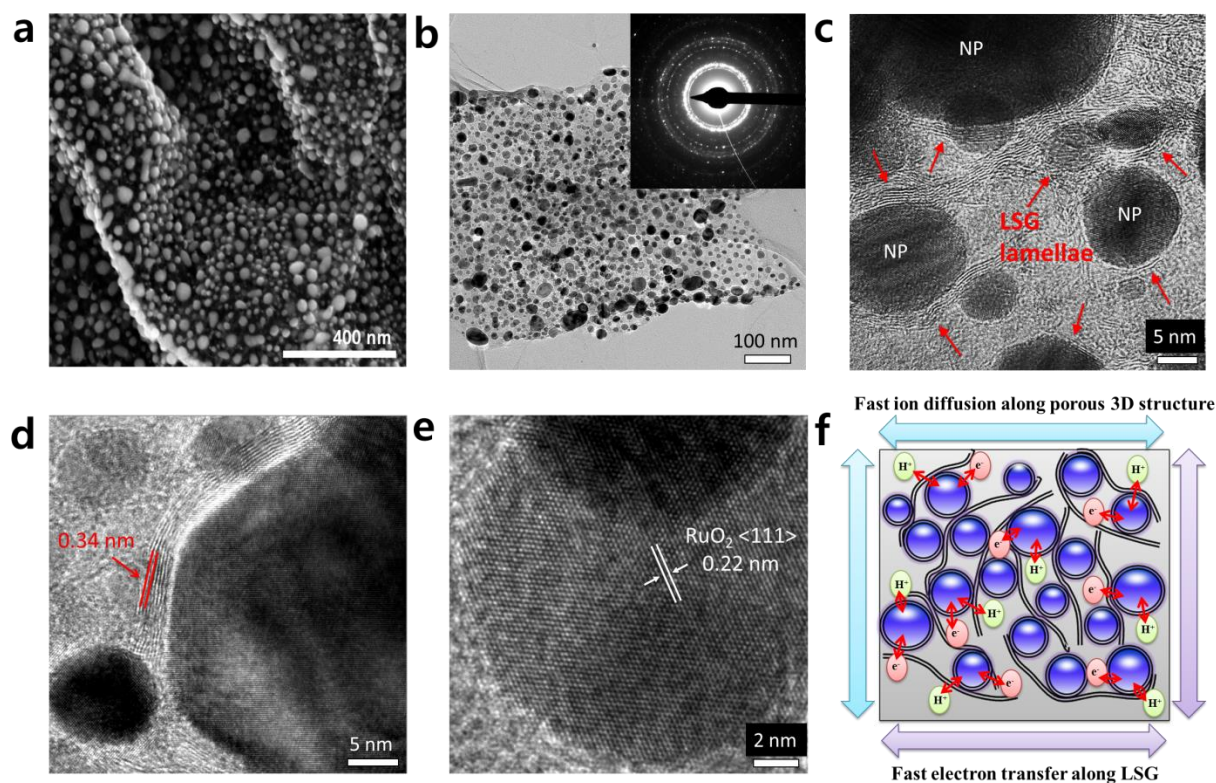 a
400 nm
b
100 nm
c
NP
NP
NP
LSG
lamellae
5 nm
d
0.34 nm
5 nm
e
RuO₂ <111>
0.22 nm
2 nm
f
Fast ion diffusion along porous 3D structure
H⁺
e⁻
H⁺
e⁻
H⁺
e⁻
H⁺
H⁺
e⁻
H⁺
e⁻
H⁺
e⁻
e⁻
e⁻
H⁺
H⁺
Fast electron transfer along LSG